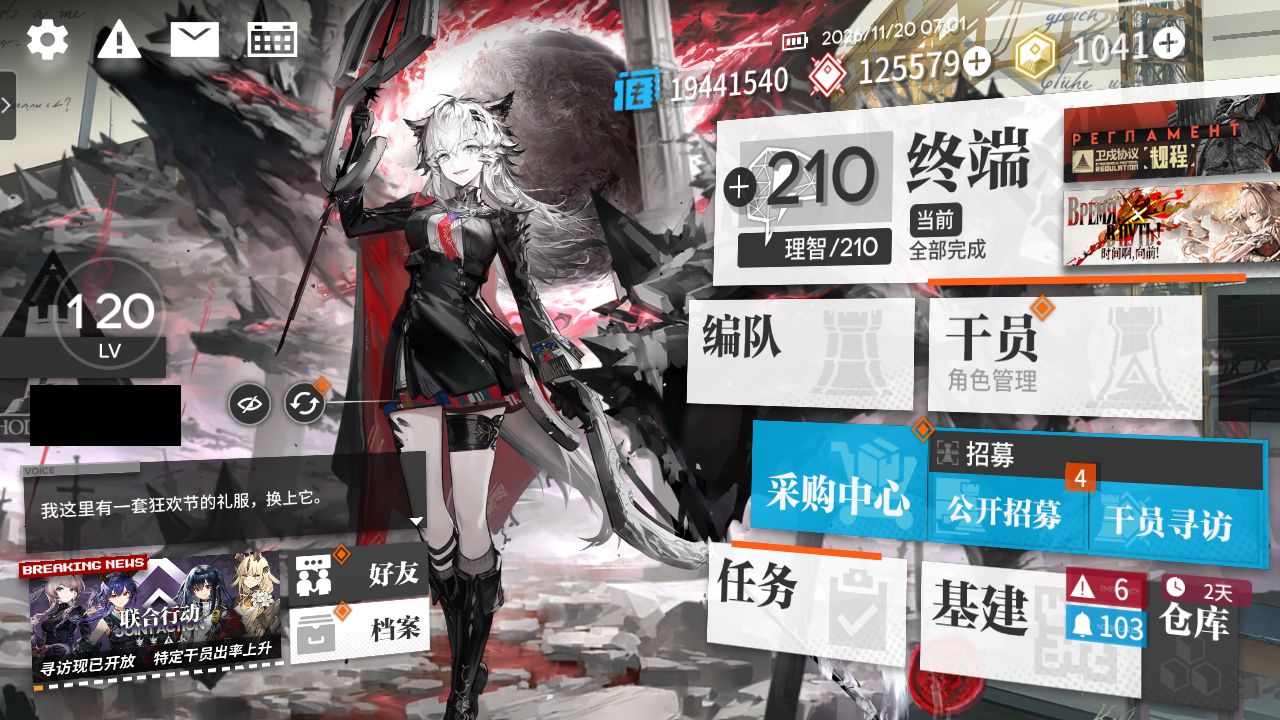 2026/11/20 07:01
19441540
125579
1041
210
理智/210
终端
当前
全部完成
РЕГЛАМЕНТ
卫戍协议
规程
时间啊,向前!
120
LV
编队
干员
角色管理
采购中心
招募
4
公开招募
干员寻访
VOICE
我这里有一套狂欢节的礼服,换上它。
BREAKING NEWS
联合行动
寻访现已开放 特定干员出率上升
好友
档案
任务
基建
6
103
2天
仓库